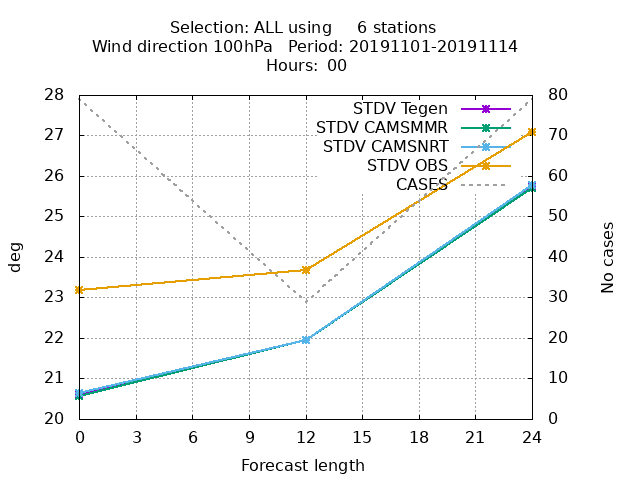 Selection: ALL using     6 stations
Wind direction 100hPa   Period: 20191101-20191114
Hours:  00
STDV Tegen
STDV CAMSMMR
STDV CAMSNRT
STDV OBS
CASES
28
27
26
25
24
23
22
21
20
deg
80
70
60
50
40
30
20
10
0
No cases
0 3 6 9 12 15 18 21 24
Forecast length